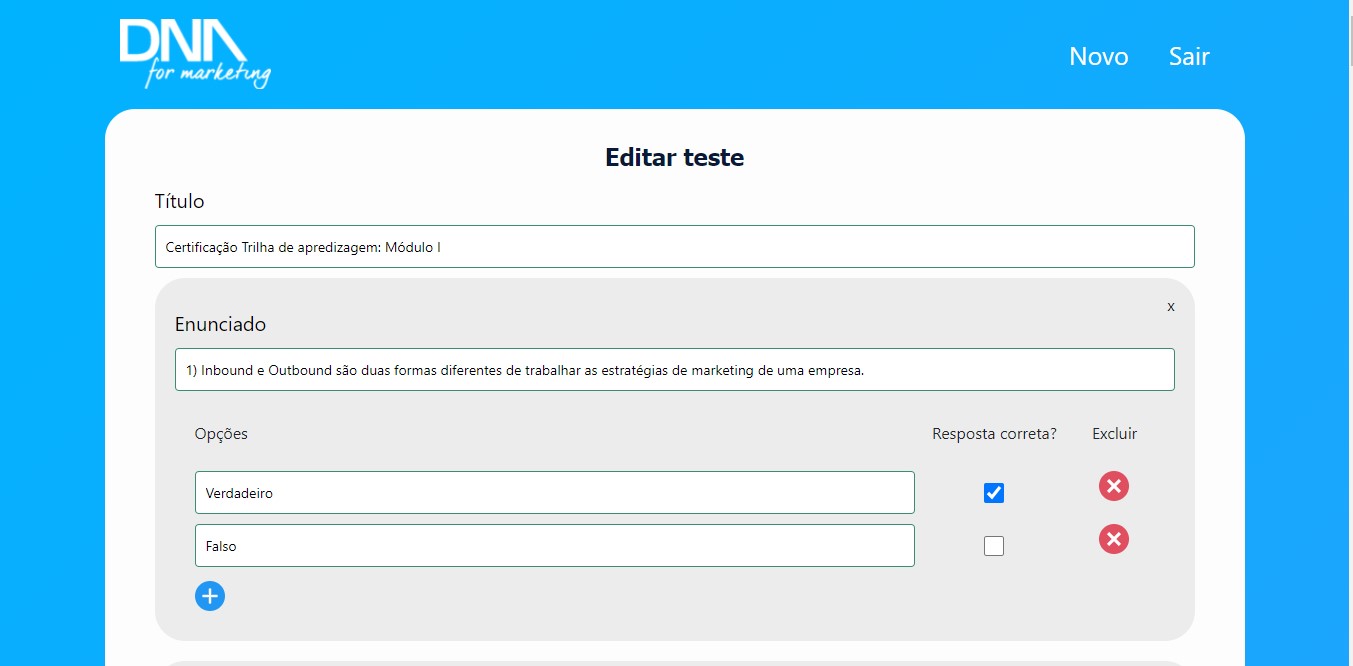 DNA
for marketing
Novo
Sair
Editar teste
Título
Certificação Trilha de apredizagem: Módulo I
x
Enunciado
1) Inbound e Outbound são duas formas diferentes de trabalhar as estratégias de marketing de uma empresa.
Opções
Resposta correta?
Excluir
Verdadeiro
Falso